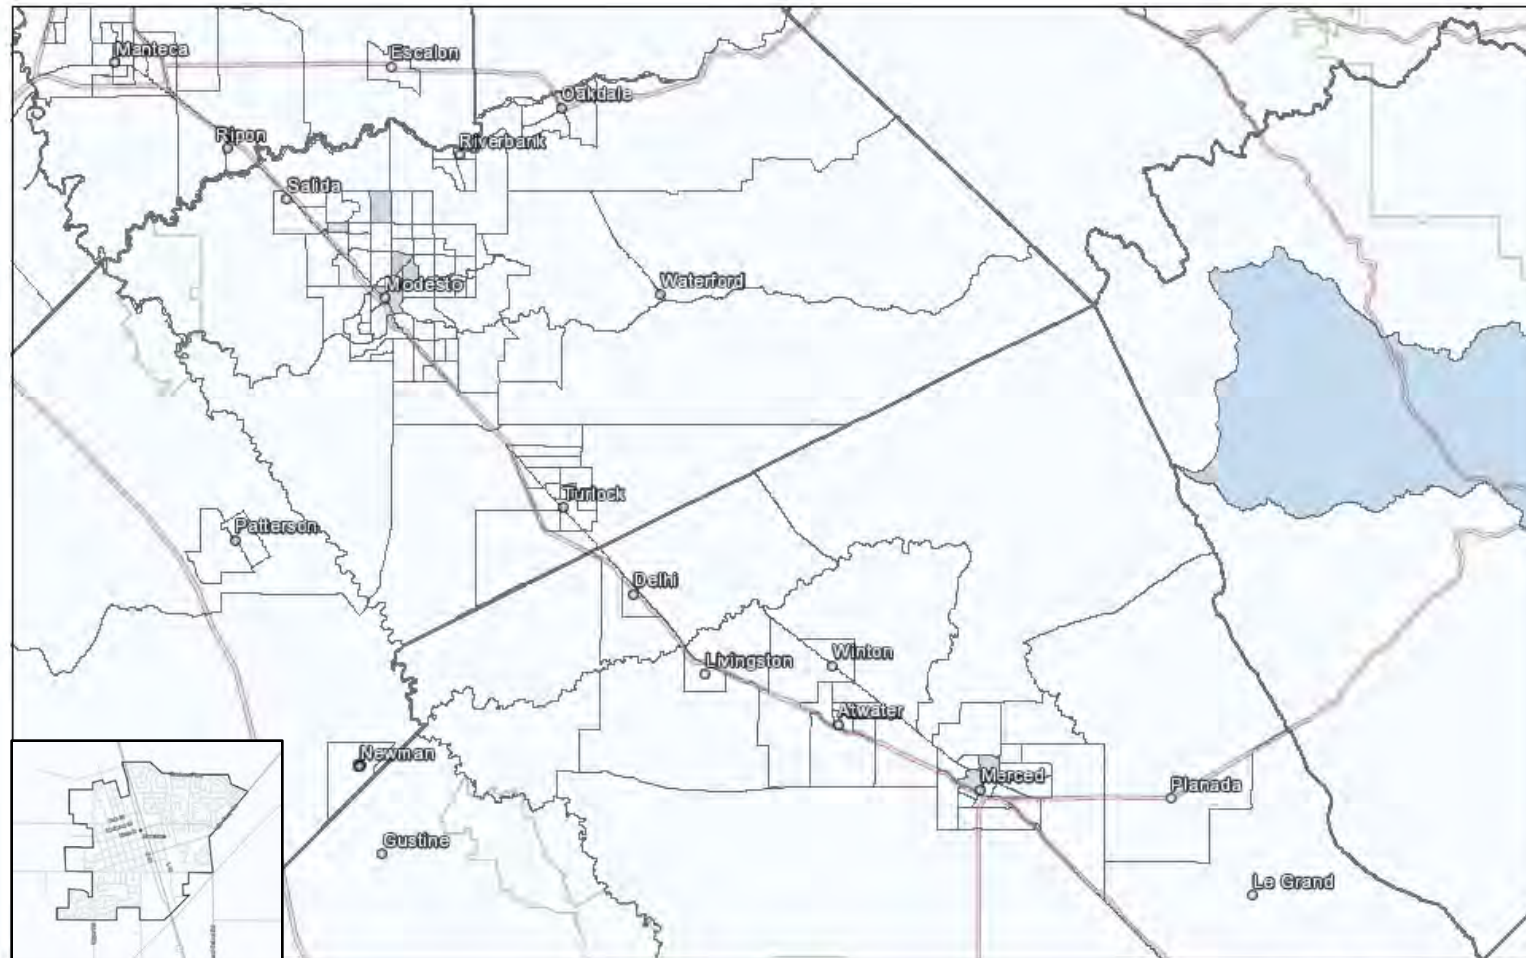 Manteca
Escalon
Oakdale
Ripon
Riverbank
Salida
Modesto
Waterford
Turlock
Patterson
Delhi
Livingston
Winton
Atwater
Newman
Merced
Planada
Gustine
Le Grand